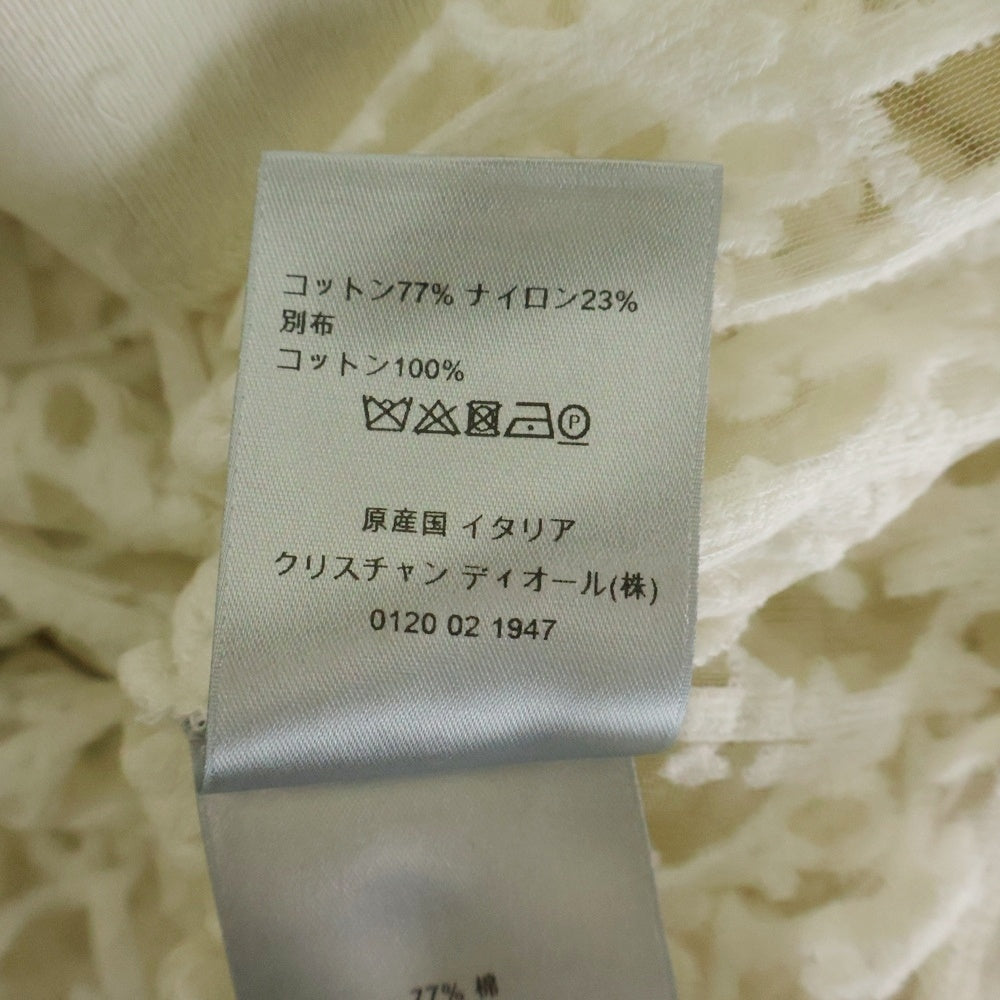 コットン77% ナイロン23%
別布
コットン100%
P
原産国 イタリア
クリスチャン ディオール(株)
0120 02 1947
77% 棉